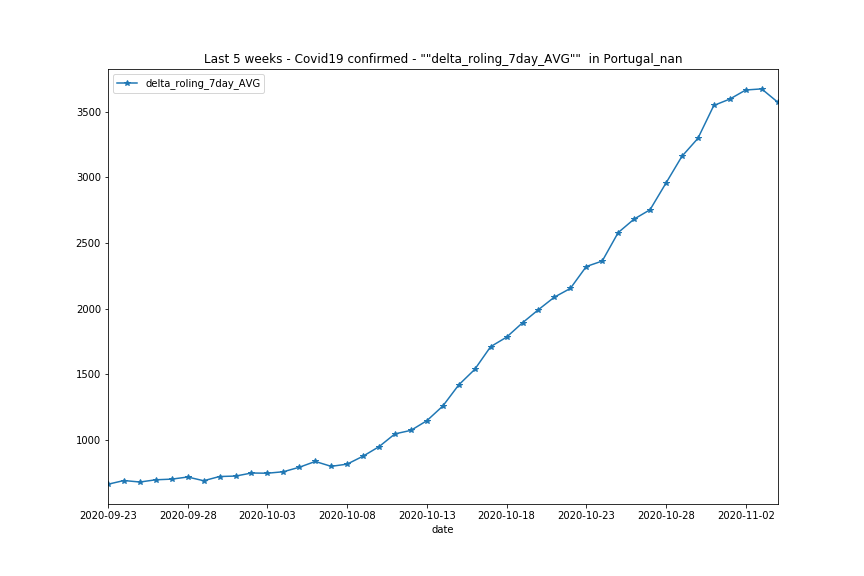 Last 5 weeks - Covid19 confirmed - ""delta_roling_7day_AVG""  in Portugal_nan
delta_roling_7day_AVG
3500
3000
2500
2000
1500
1000
2020-09-23 2020-09-28 2020-10-03 2020-10-08 2020-10-13 2020-10-18 2020-10-23 2020-10-28 2020-11-02
date